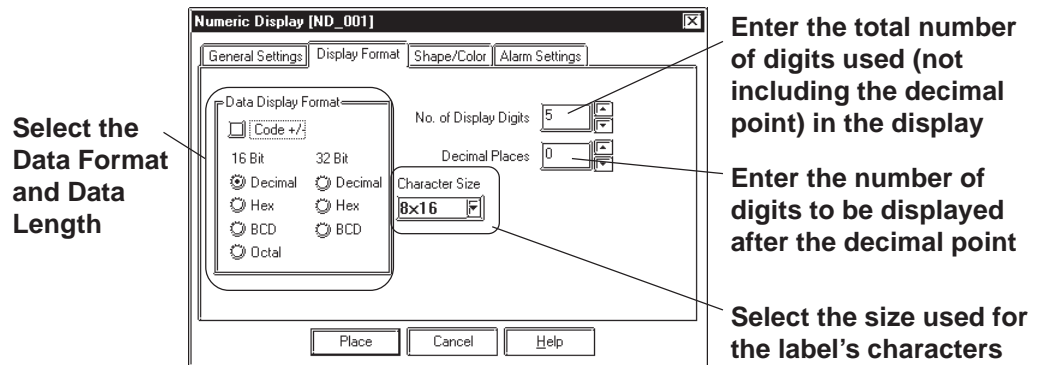 Numeric Display [ND_001]
General Settings Display Format Shape/Color Alarm Settings
Select the
Data Format
and Data
Length
Data Display Format
Code +/-
16 Bit 32 Bit
Decimal Decimal
Hex Hex
BCD BCD
Octal
No. of Display Digits 5
Decimal Places 0
Character Size
8×16
Place Cancel Help
Enter the total number
of digits used (not
including the decimal
point) in the display
Enter the number of
digits to be displayed
after the decimal point
Select the size used for
the label's characters